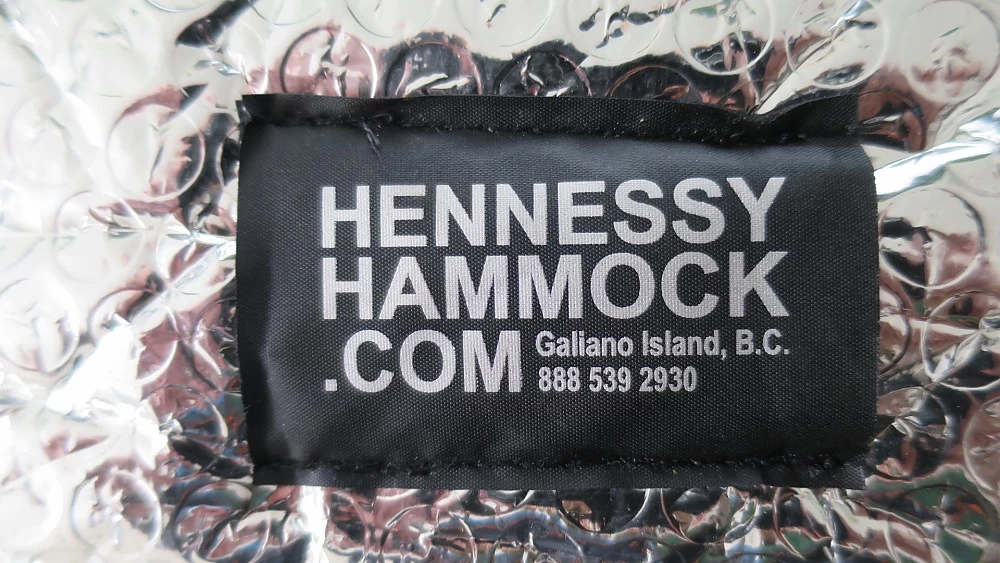 HENNESSY
HAMMOCK
.COM Galiano Island, B.C.
888 539 2930